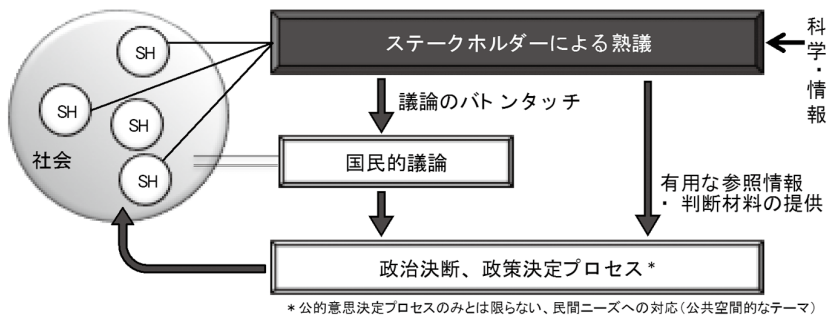 SH
SH
SH
SH
社会
ステークホルダーによる熟議
科学・情報
議論のバトンタッチ
国民的議論
有用な参照情報
・判断材料の提供
政治決断、政策決定プロセス*
*公的意思決定プロセスのみとは限らない、民間ニーズへの対応(公共空間的なテーマ)